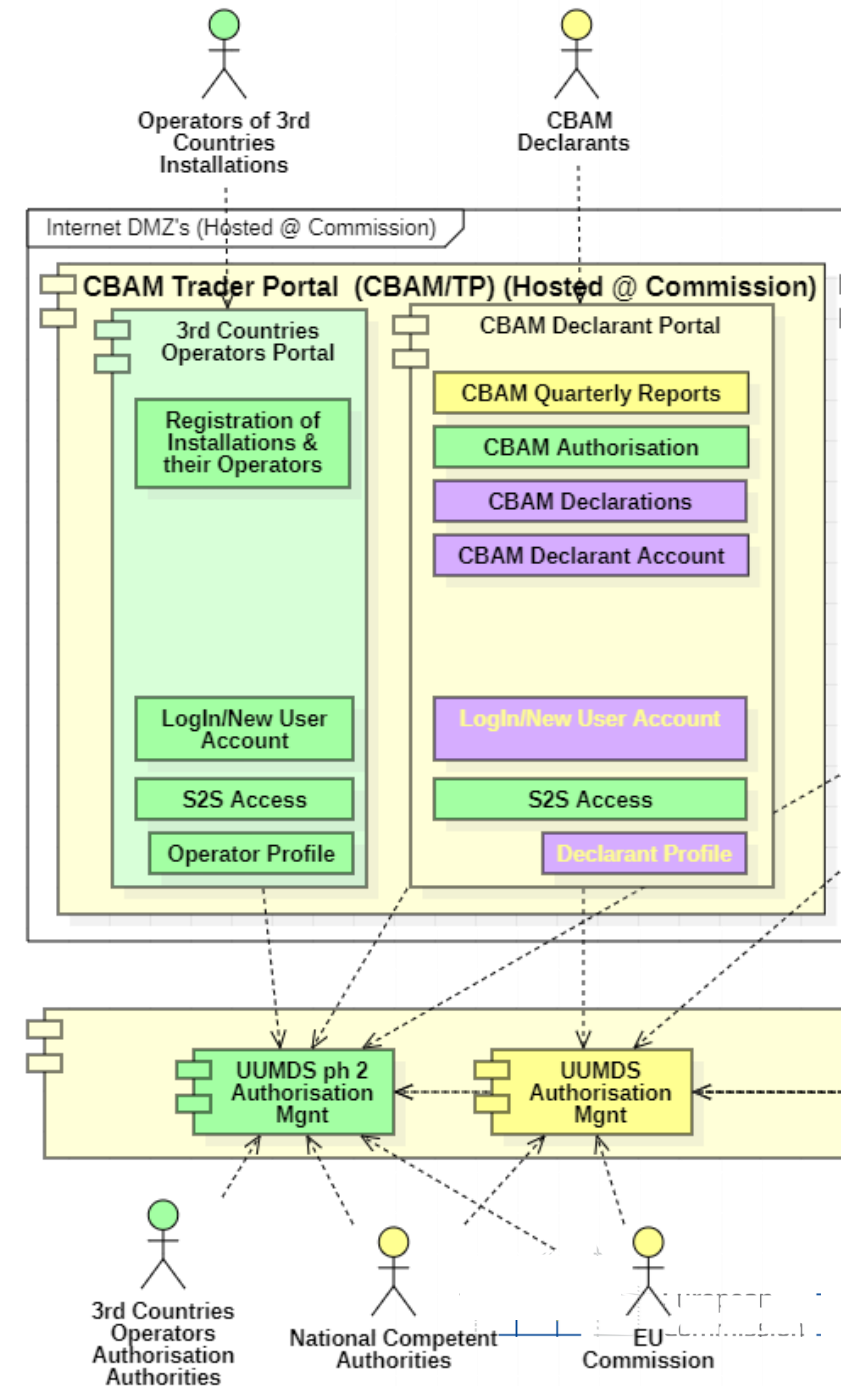 Operators of 3rd
Countries
Installations
CBAM
Declarants
Internet DMZ's (Hosted @ Commission)
CBAM Trader Portal (CBAM/TP) (Hosted @ Commission)
3rd Countries
Operators Portal
Registration of
Installations &
their Operators
LogIn/New User
Account
S2S Access
Operator Profile
CBAM Declarant Portal
CBAM Quarterly Reports
CBAM Authorisation
CBAM Declarations
CBAM Declarant Account
LogIn/New User Account
S2S Access
Declarant Profile
UUMDS ph 2
Authorisation
Mgnt
UUMDS
Authorisation
Mgnt
3rd Countries
Operators
Authorisation
Authorities
National Competent
Authorities
EU
Commission